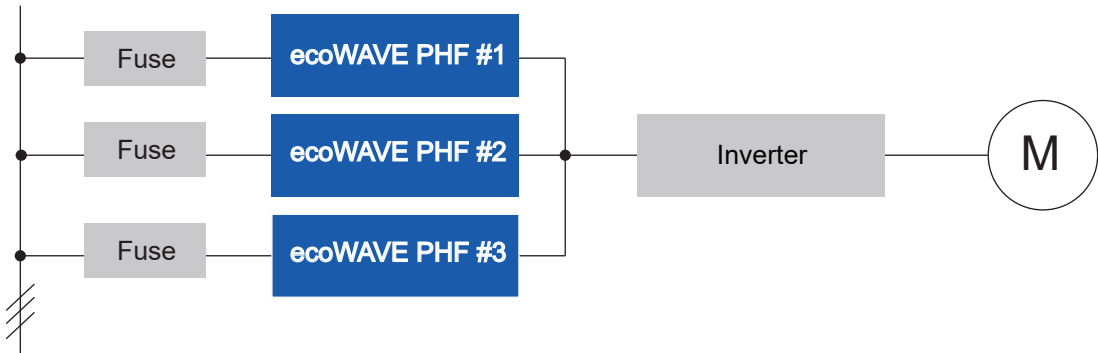 Fuse
ecoWAVE PHF #1
Fuse
ecoWAVE PHF #2
Inverter
M
Fuse
ecoWAVE PHF #3